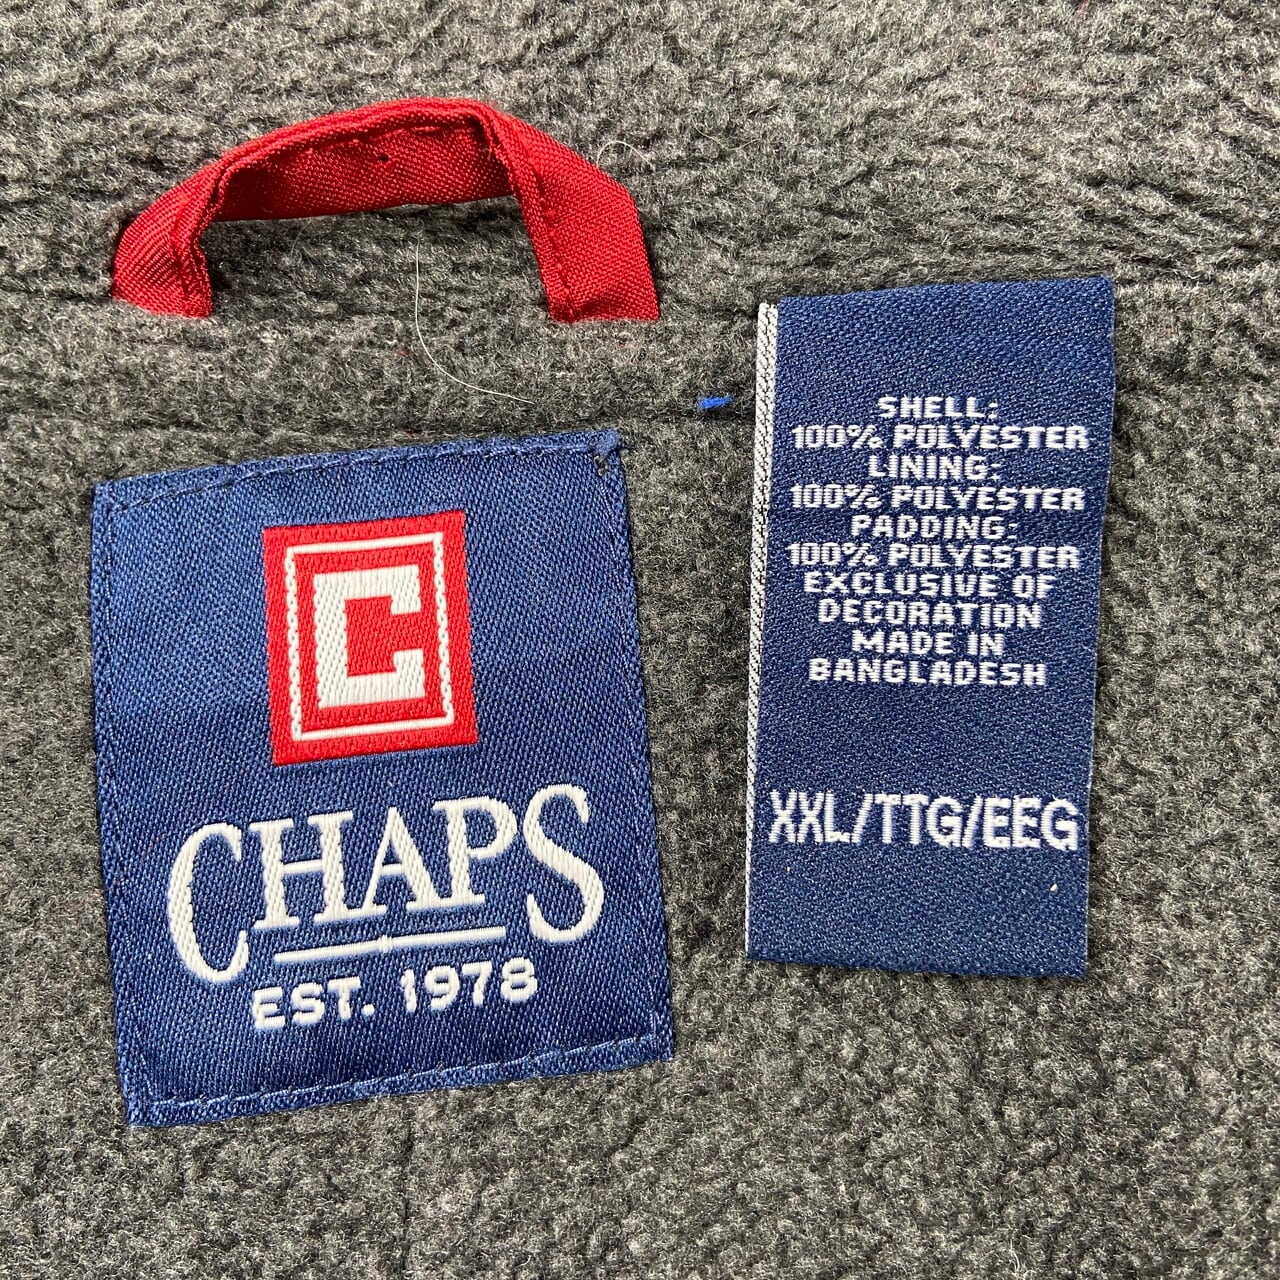 C
CHAPS
EST. 1978
SHELL:
100% POLYESTER
LINING:
100% POLYESTER
PADDING:
100% POLYESTER
EXCLUSIVE OF
DECORATION
MADE IN
BANGLADESH
XXL/TTG/EEG